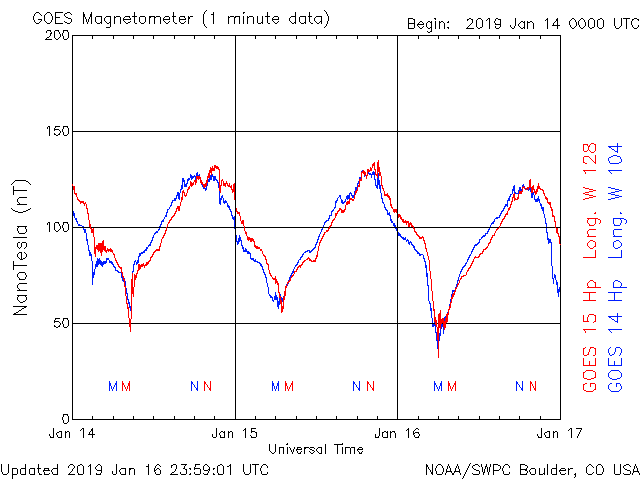 GOES Magnetometer (1 minute data)
Begin: 2019 Jan 14 0000 UTC
200
150
100
50
0
NanoTesla (nT)
M M N N M M N N M M N N
Jan 14 Jan 15 Jan 16 Jan 17
Universal Time
GOES 15 Hp Long. W 128
GOES 14 Hp Long. W 104
Updated 2019 Jan 16 23:59:01 UTC
NOAA/SWPC Boulder, CO USA